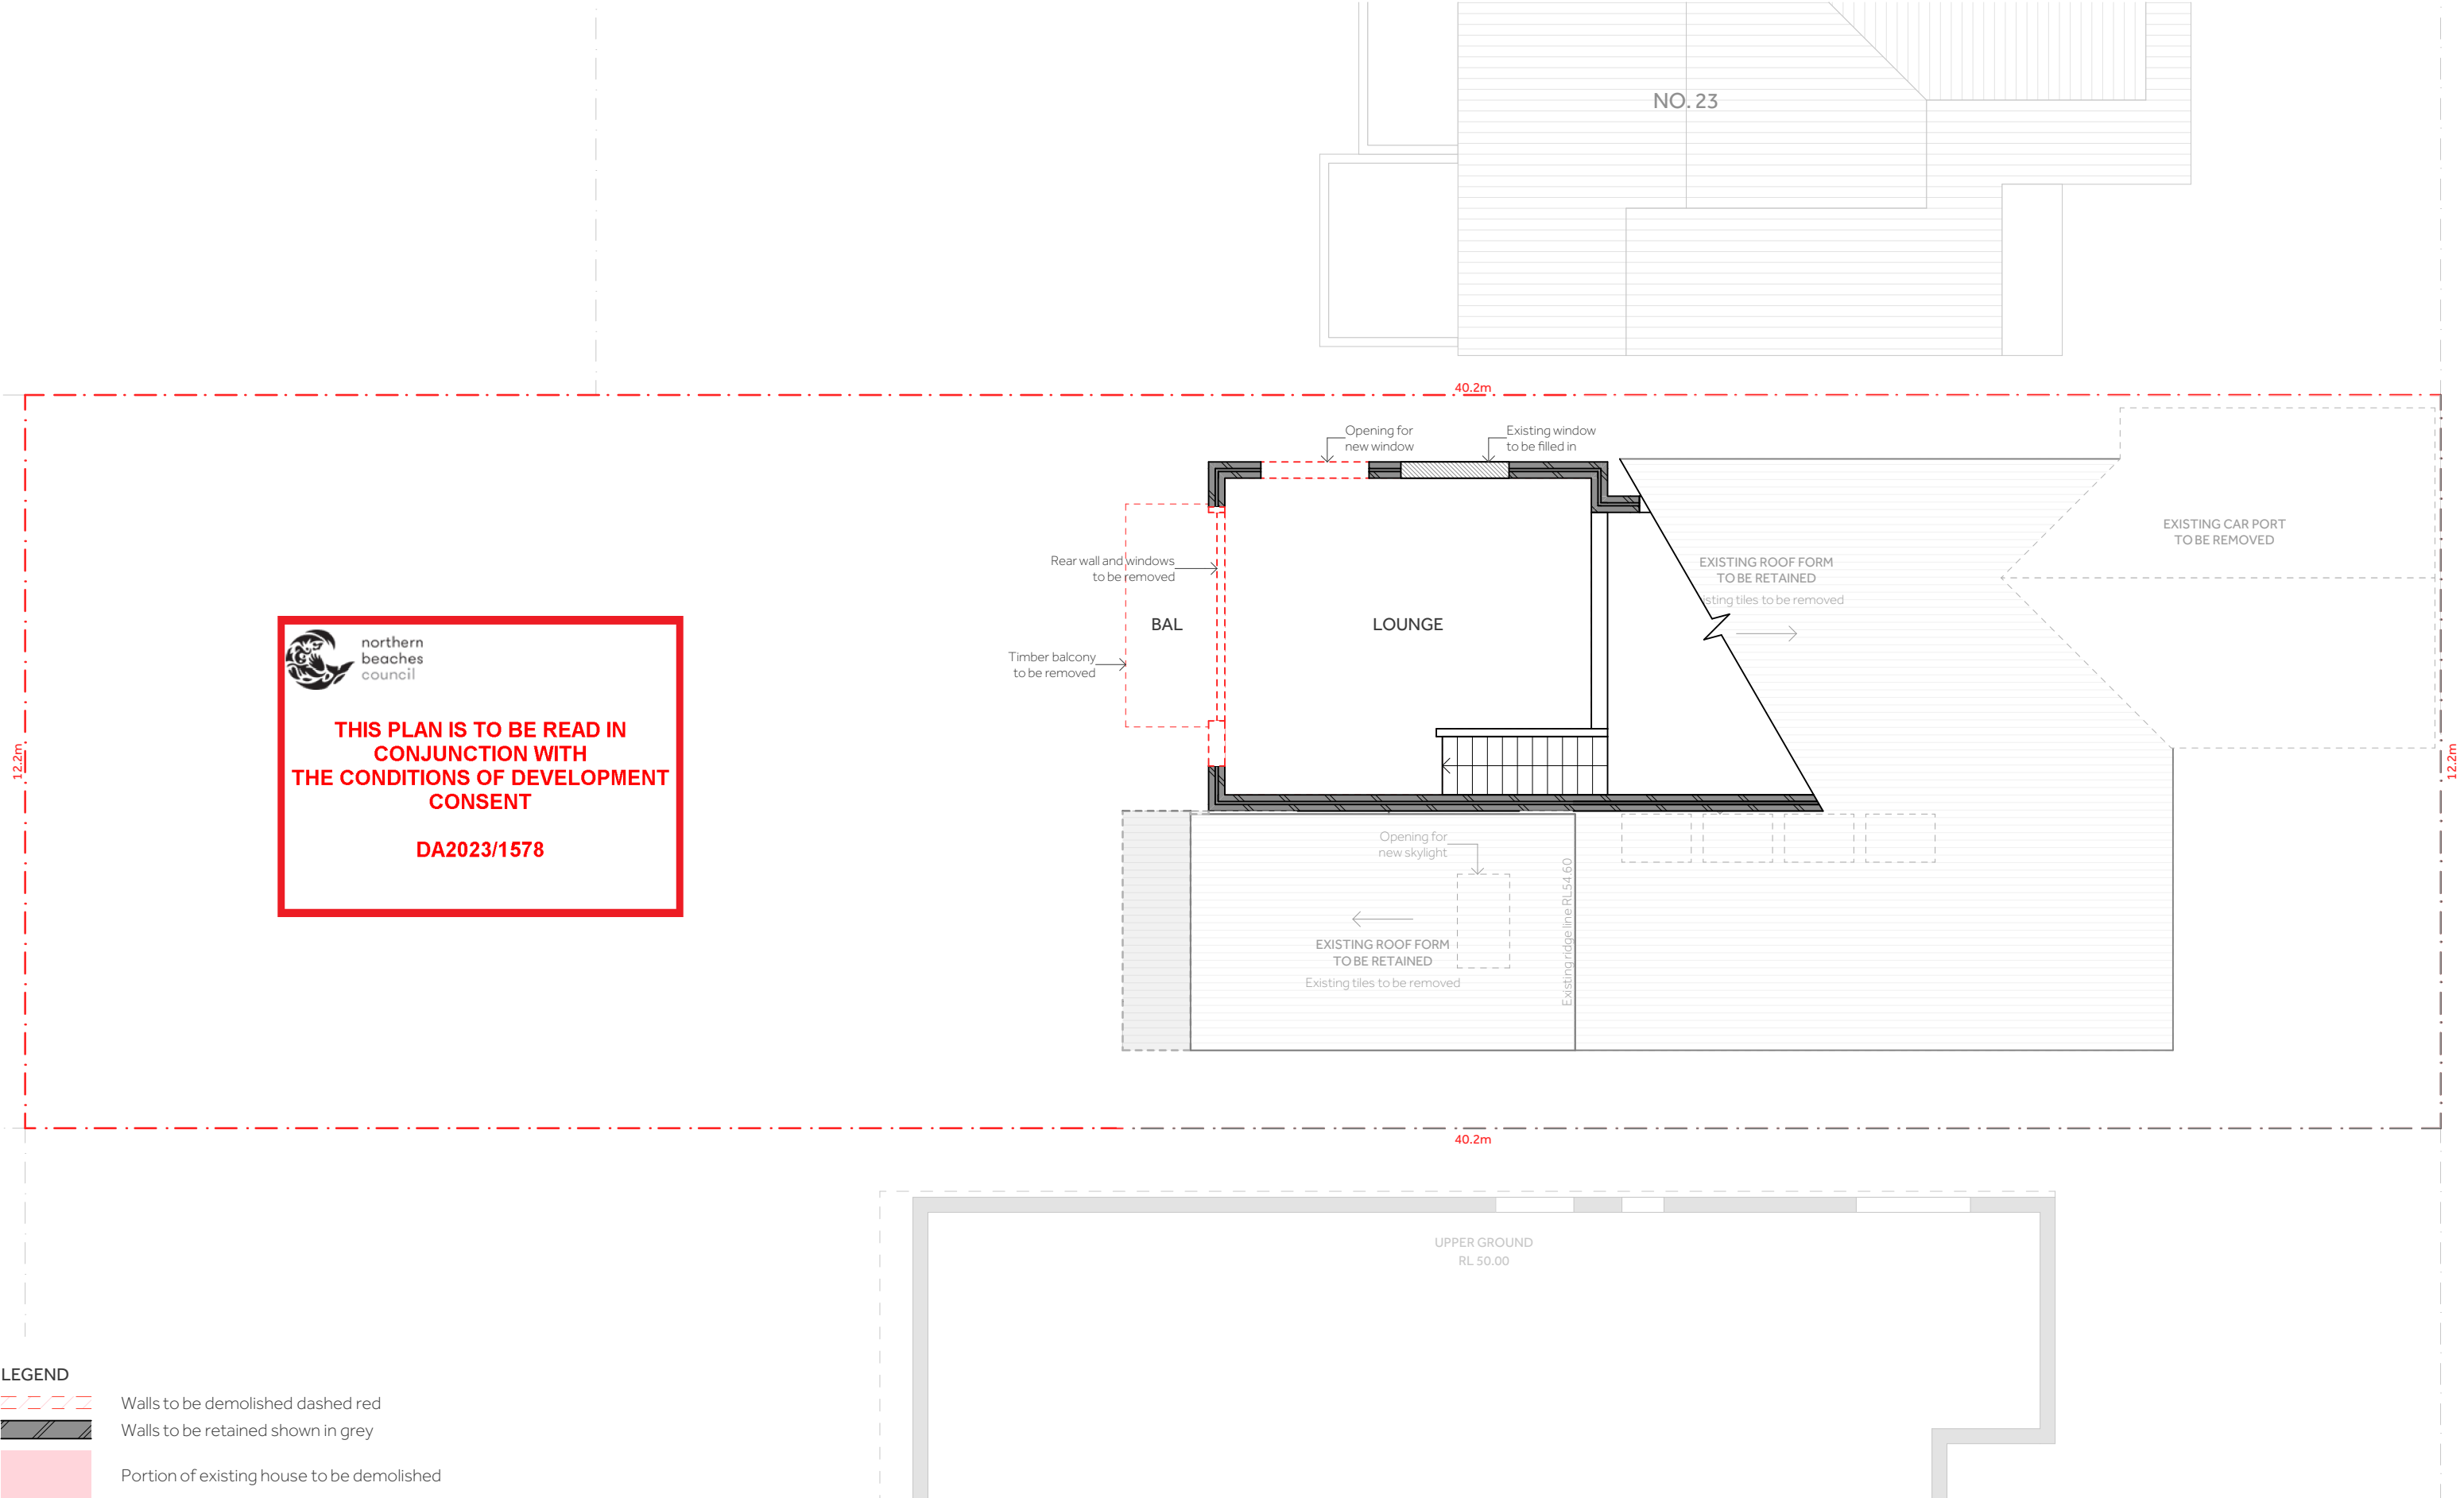 NO. 23
40.2m
Opening for
new window
Existing window
to be filled in
EXISTING CAR PORT
TO BE REMOVED
Rear wall and windows
to be removed
EXISTING ROOF FORM
TO BE RETAINED
sting tiles to be removed
BAL
LOUNGE
Timber balcony
to be removed
northern
beaches
council
THIS PLAN IS TO BE READ IN
CONJUNCTION WITH
THE CONDITIONS OF DEVELOPMENT
CONSENT
DA2023/1578
12.2m
12.2m
Opening for
new skylight
Existing ridge line RL54.60
EXISTING ROOF FORM
TO BE RETAINED
Existing tiles to be removed
40.2m
UPPER GROUND
RL 50.00
LEGEND
Walls to be demolished dashed red
Walls to be retained shown in grey
Portion of existing house to be demolished